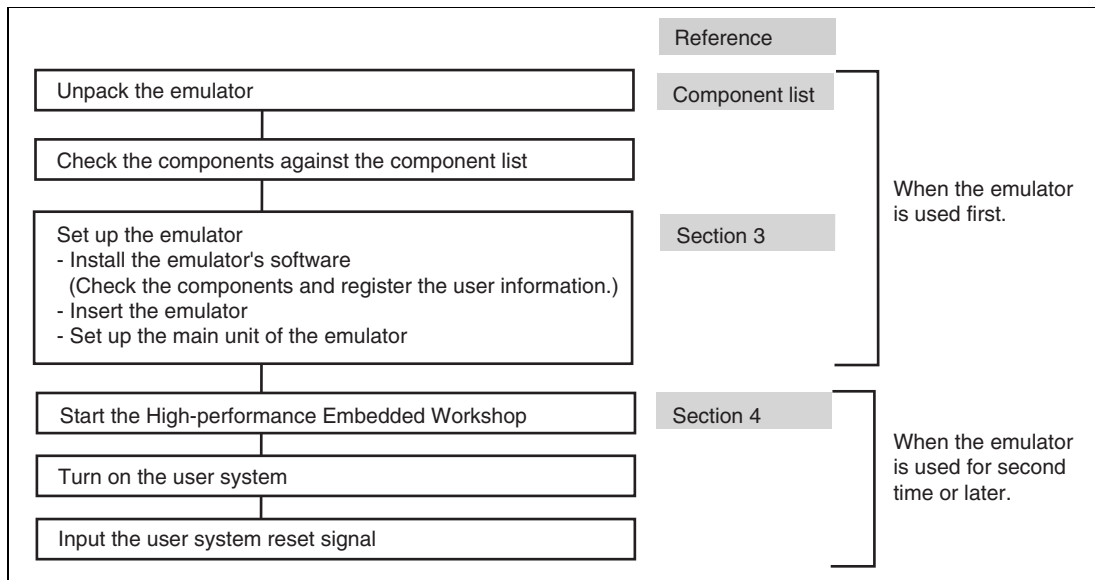 Reference
Unpack the emulator
Component list
Check the components against the component list
When the emulator
is used first.
Set up the emulator
- Install the emulator's software
(Check the components and register the user information.)
- Insert the emulator
- Set up the main unit of the emulator
Section 3
Start the High-performance Embedded Workshop
Section 4
When the emulator
is used for second
time or later.
Turn on the user system
Input the user system reset signal